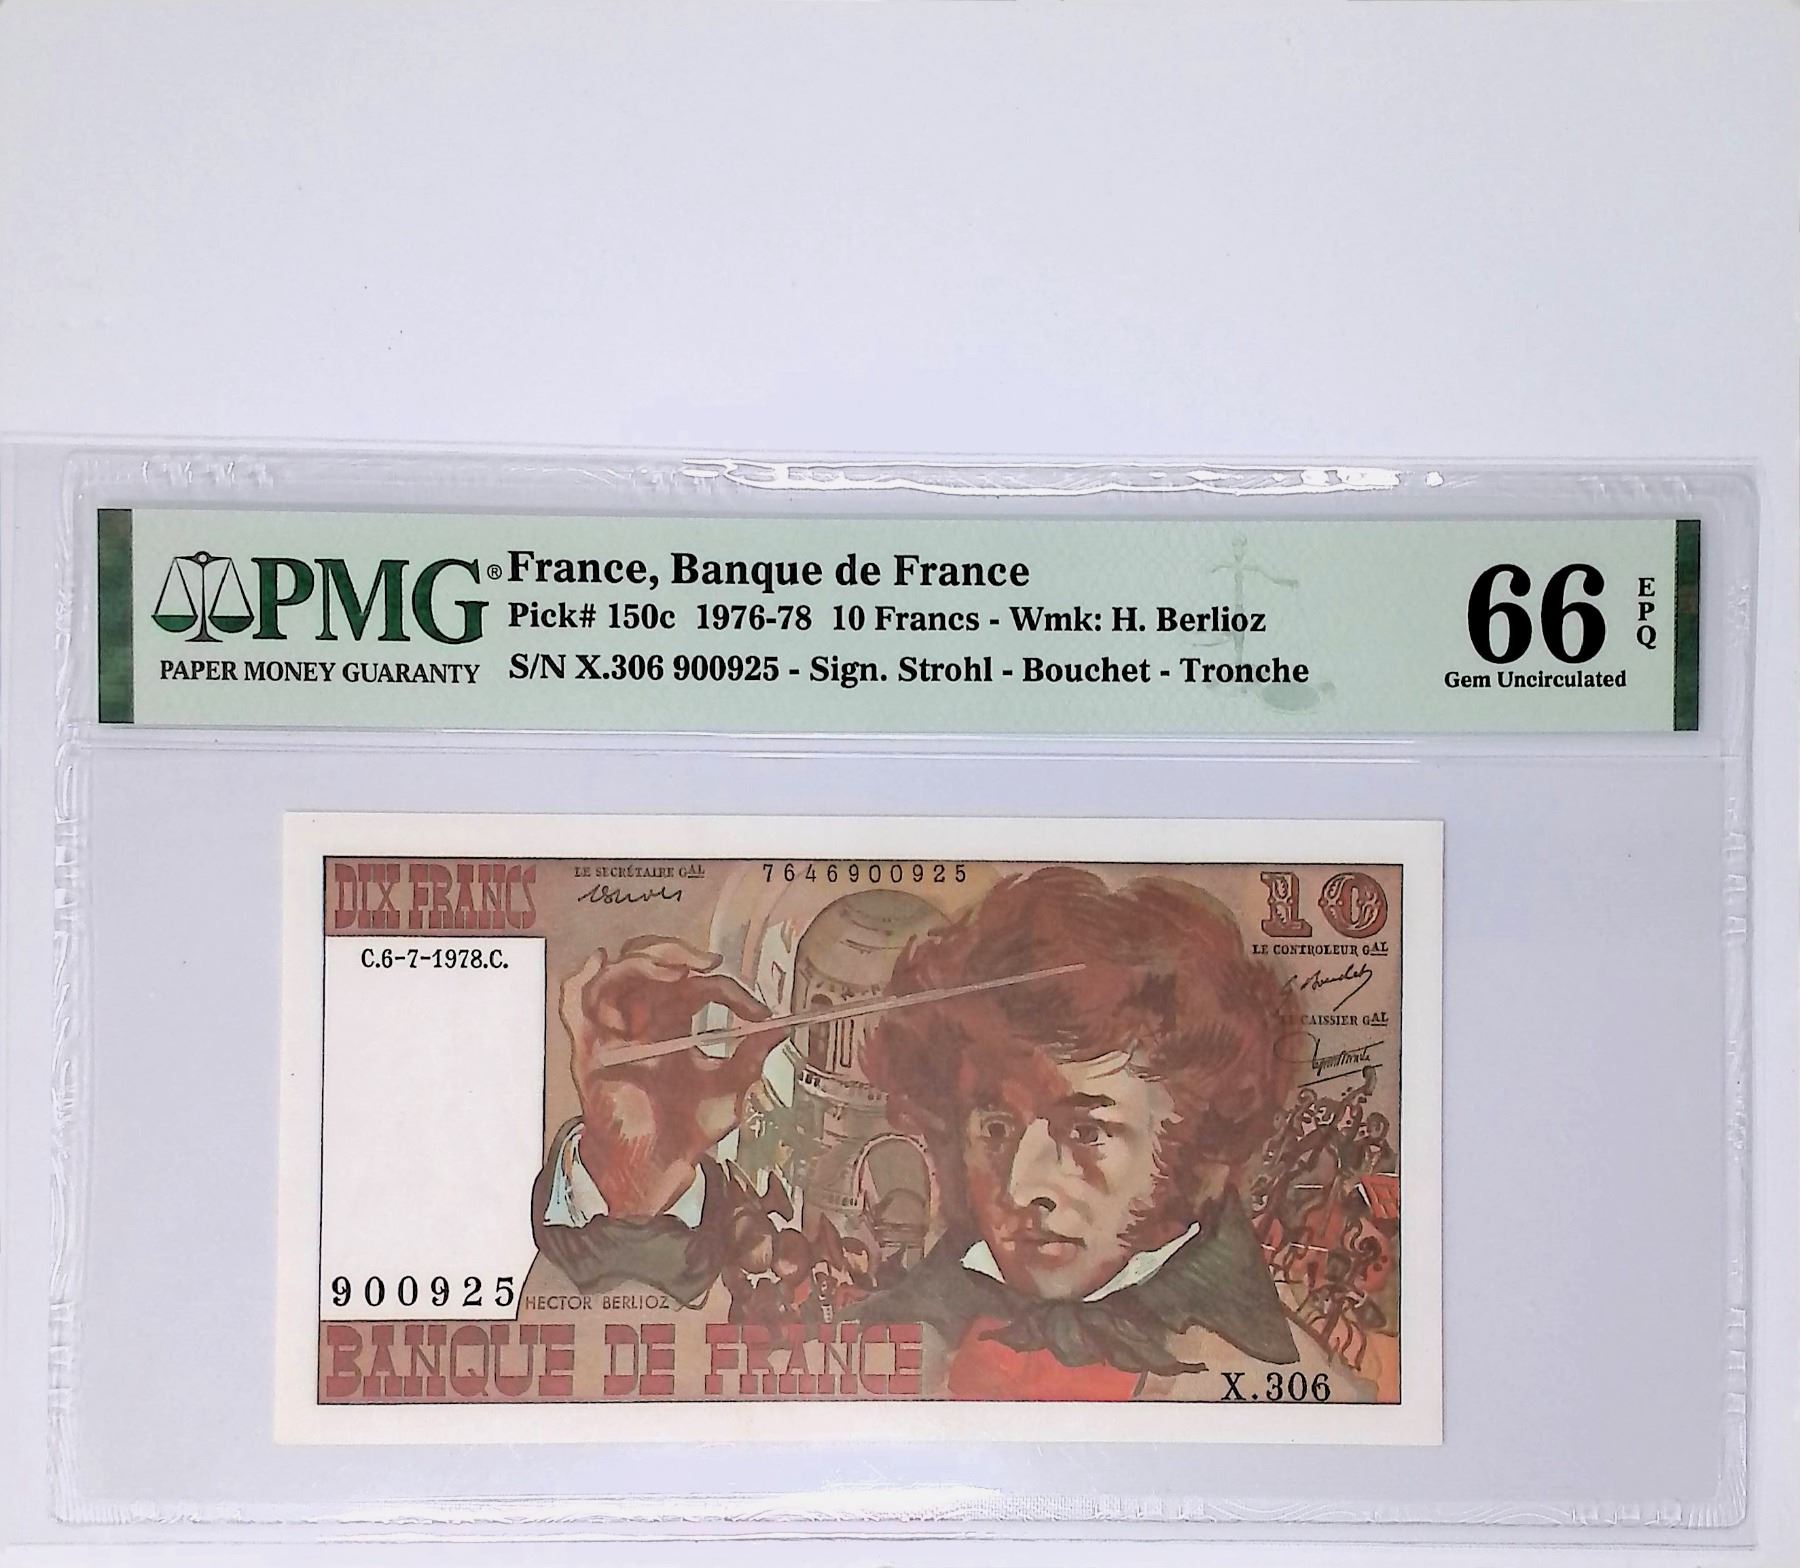 PMG®
PAPER MONEY GUARANTY
France, Banque de France
Pick# 150c 1976-78 10 Francs - Wmk: H. Berlioz
S/N X.306 900925 - Sign. Strohl - Bouchet - Tronche
66
EPQ
Gem Uncirculated
DIX FRANCS
LE SECRÉTAIRE GAL
7646900925
10
C.6-7-1978.C.
LE CONTROLEUR GAL
LE CAISSIER GAL
900925
HECTOR BERLIOZ
BANQUE DE FRANCE
X.306